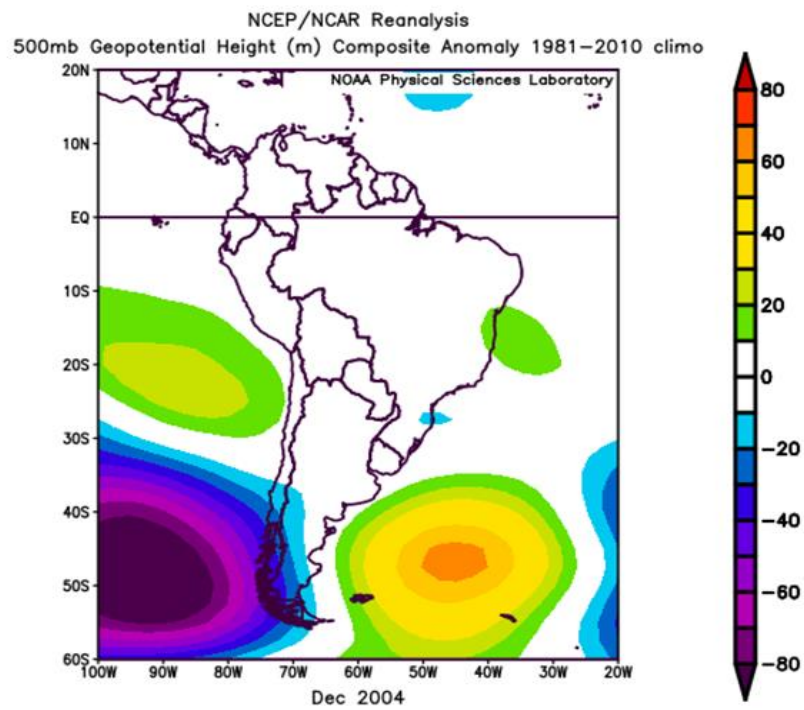 NCEP/NCAR Reanalysis
500mb Geopotential Height (m) Composite Anomaly 1981-2010 climo
NOAA Physical Sciences Laboratory
20N
10N
EQ
10S
20S
30S
40S
50S
60S
100W 90W 80W 70W 60W 50W 40W 30W 20W
Dec 2004
80
60
40
20
0
-20
-40
-60
-80